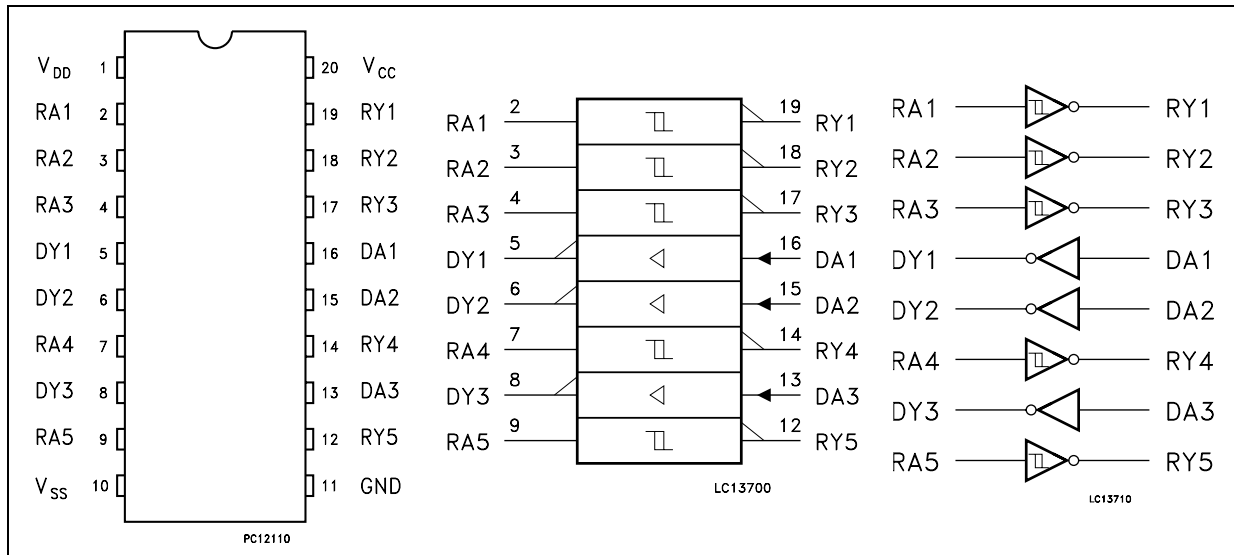 V_DD 1 20 V_CC
RA1 2 19 RY1
RA2 3 18 RY2
RA3 4 17 RY3
DY1 5 16 DA1
DY2 6 15 DA2
RA4 7 14 RY4
DY3 8 13 DA3
RA5 9 12 RY5
V_SS 10 11 GND
PC12110
RA1 2 19 RY1
RA2 3 18 RY2
RA3 4 17 RY3
DY1 5 16 DA1
DY2 6 15 DA2
RA4 7 14 RY4
DY3 8 13 DA3
RA5 9 12 RY5
LC13700
RA1 RY1
RA2 RY2
RA3 RY3
DY1 DA1
DY2 DA2
RA4 RY4
DY3 DA3
RA5 RY5
LC13710